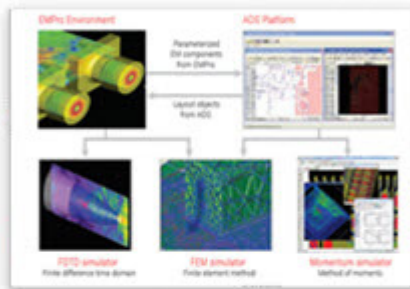 EMPro Environment
ADS Platform
Parameterized
EM components
from EMPro
Layout objects
from ADS
FDTD simulator
Finite difference time domain
FEM simulator
Finite element method
Momentum simulator
Method of moments